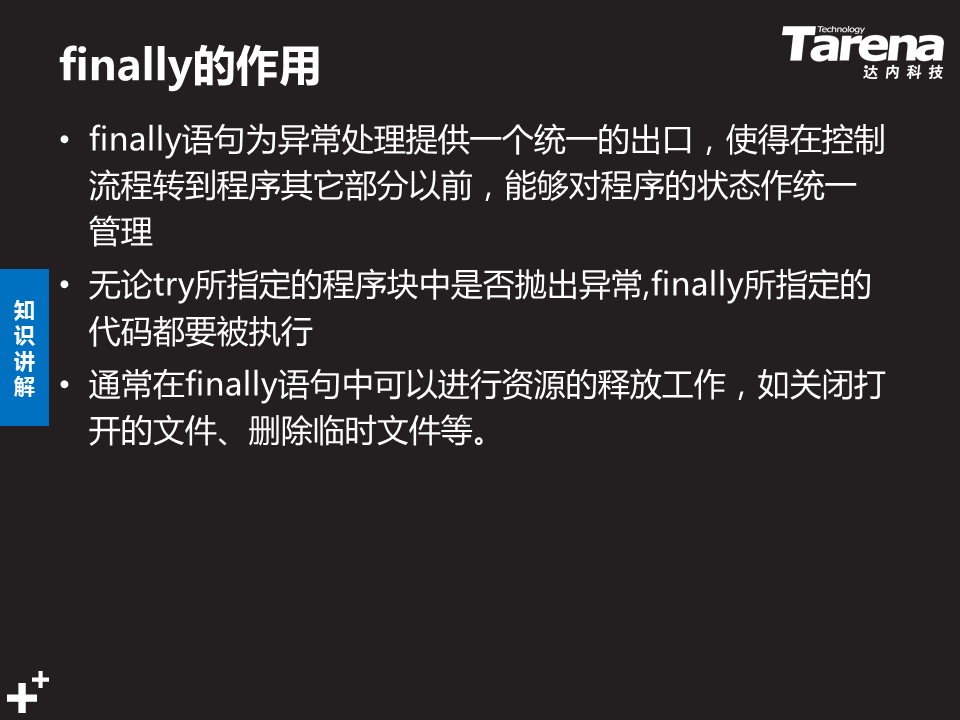 finally的作用
Technology
Tarena
达内科技
• finally语句为异常处理提供一个统一的出口，使得在控制
流程转到程序其它部分以前，能够对程序的状态作统一
管理
• 无论try所指定的程序块中是否抛出异常,finally所指定的
代码都要被执行
• 通常在finally语句中可以进行资源的释放工作，如关闭打
开的文件、删除临时文件等。
知
识
讲
解